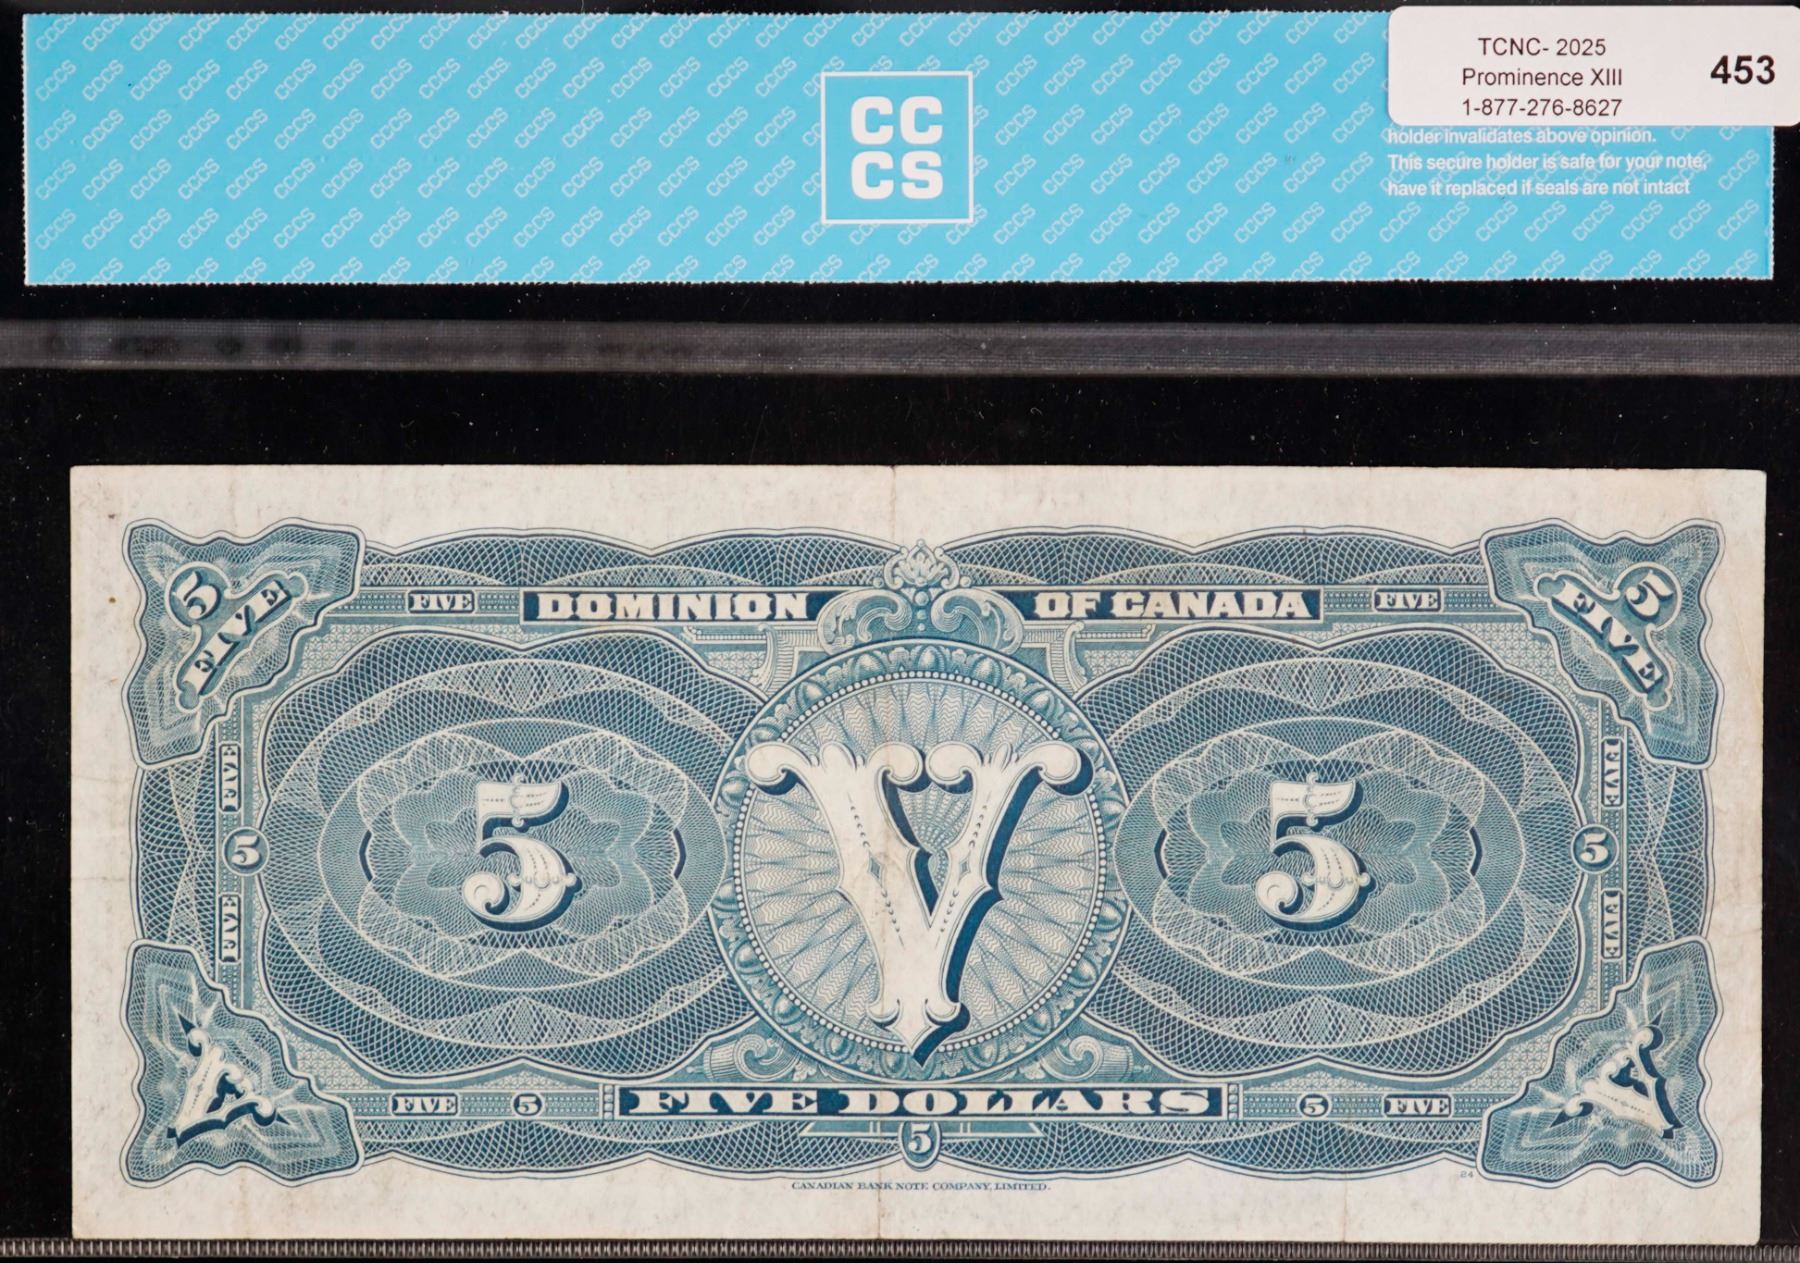 CC
CS
TCNC- 2025
Prominence XIII 453
1-877-276-8627
holder invalidates above opinion.
This secure holder is safe for your note,
have it replaced if seals are not intact
5 FIVE
FIVE DOMINION OF CANADA FIVE
5 FIVE
FIVE
FIVE
5 5 V 5 5
FIVE
FIVE
V
FIVE 5 FIVE DOLLARS 5 FIVE
V
5
CANADIAN BANK NOTE COMPANY, LIMITED.
24